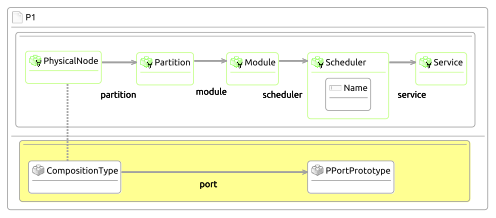 P1
PhysicalNode
Partition
Module
Scheduler
Service
Name
partition
module
scheduler
service
CompositionType
PPortPrototype
port